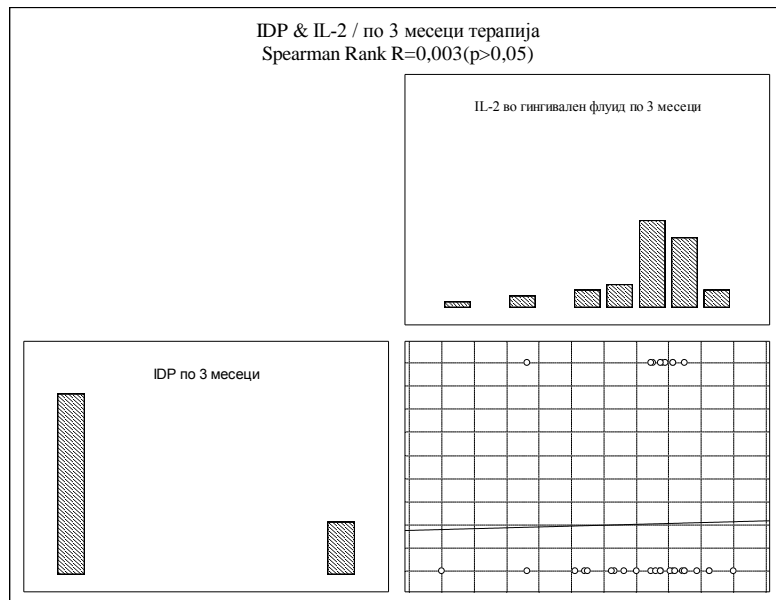 IDP & IL-2 / по 3 месеци терапија
Spearman Rank R=0,003(p>0,05)
IL-2 во гингивален флуид по 3 месеци
IDP по 3 месеци